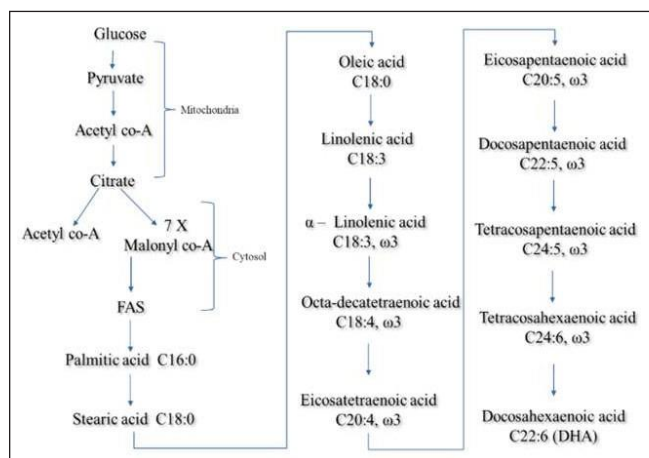 Glucose
Pyruvate
Mitochondria
Acetyl co-A
Citrate
Acetyl co-A
7 X
Malonyl co-A
Cytosol
FAS
Palmitic acid C16:0
Stearic acid C18:0
Oleic acid
C18:0
Linolenic acid
C18:3
α – Linolenic acid
C18:3, ω3
Octa-decatetraenoic acid
C18:4, ω3
Eicosatetraenoic acid
C20:4, ω3
Eicosapentaenoic acid
C20:5, ω3
Docosapentaenoic acid
C22:5, ω3
Tetracosapentaenoic acid
C24:5, ω3
Tetracosahexaenoic acid
C24:6, ω3
Docosahexaenoic acid
C22:6 (DHA)